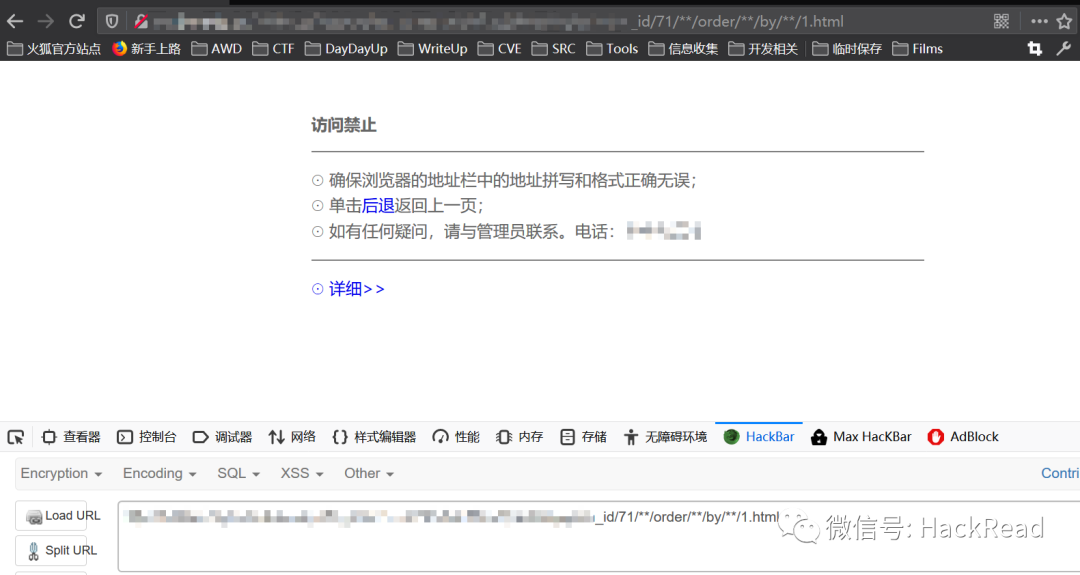 _id/71/**/order/**/by/**/1.html
火狐官方站点 新手上路 AWD CTF DayDayUp WriteUp CVE SRC Tools 信息收集 开发相关 临时保存 Films
访问禁止
⊙ 确保浏览器的地址栏中的地址拼写和格式正确无误；
⊙ 单击后退返回上一页；
⊙ 如有任何疑问，请与管理员联系。电话：
⊙ 详细>>
查看器 控制台 调试器 网络 {} 样式编辑器 性能 内存 存储 无障碍环境 HackBar Max HacKBar AdBlock
Encryption Encoding SQL XSS Other Contri
Load URL _id/71/**/order/**/by/**/1.html
微信号: HackRead
Split URL